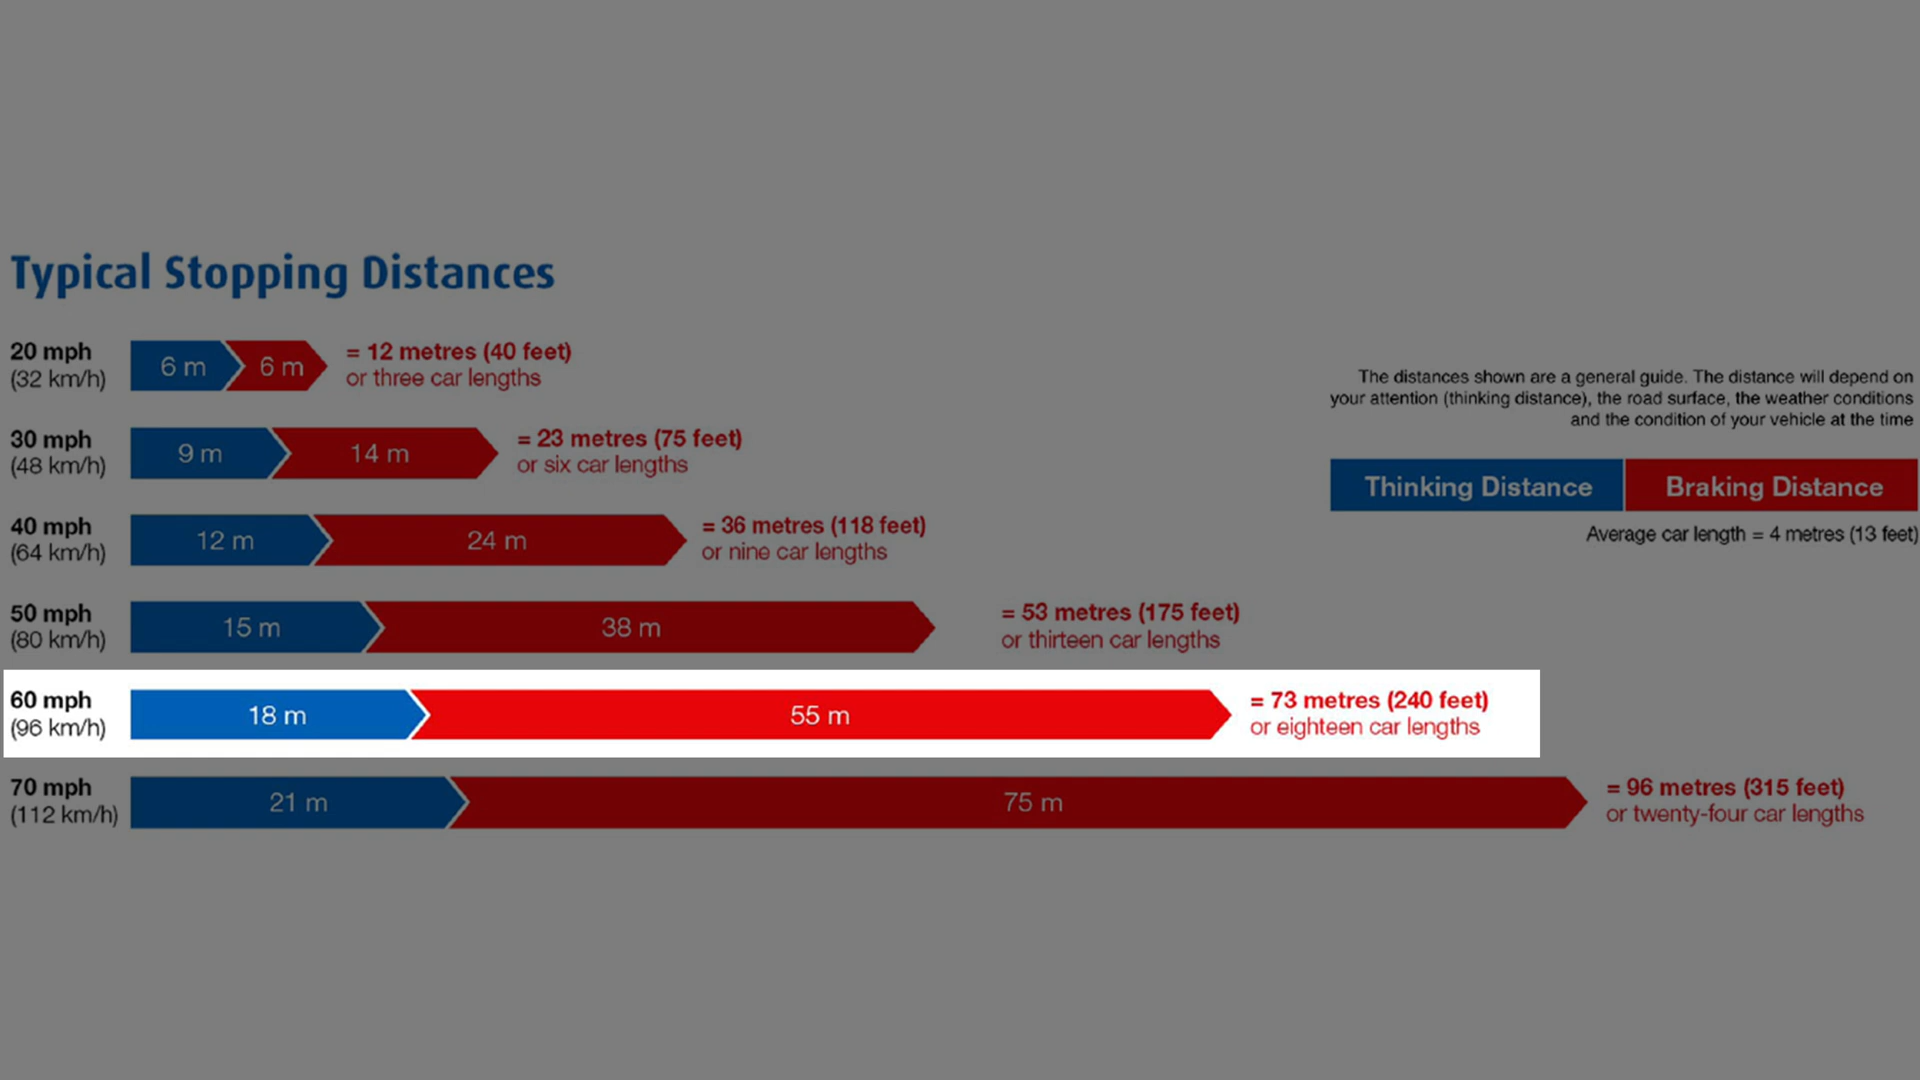 Typical Stopping Distances
20 mph
(32 km/h)
6 m
6 m
= 12 metres (40 feet)
or three car lengths
30 mph
(48 km/h)
9 m
14 m
= 23 metres (75 feet)
or six car lengths
40 mph
(64 km/h)
12 m
24 m
= 36 metres (118 feet)
or nine car lengths
50 mph
(80 km/h)
15 m
38 m
= 53 metres (175 feet)
or thirteen car lengths
60 mph
(96 km/h)
18 m
55 m
= 73 metres (240 feet)
or eighteen car lengths
70 mph
(112 km/h)
21 m
75 m
= 96 metres (315 feet)
or twenty-four car lengths
The distances shown are a general guide. The distance will depend on
your attention (thinking distance), the road surface, the weather conditions
and the condition of your vehicle at the time
Thinking Distance
Braking Distance
Average car length = 4 metres (13 feet)